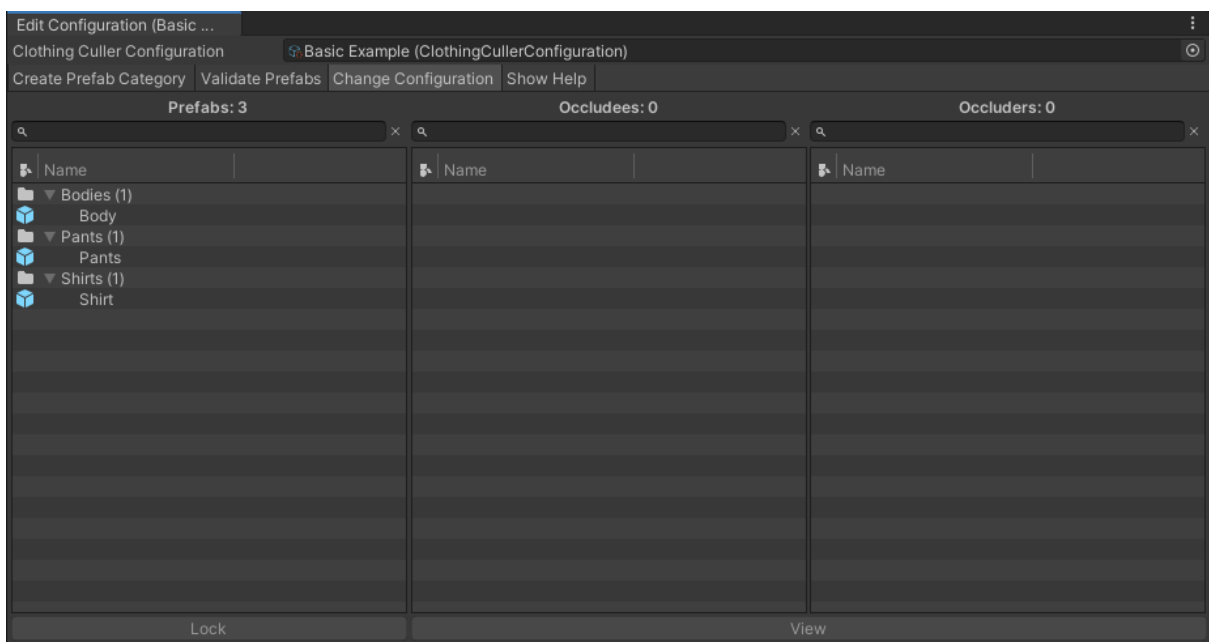 Edit Configuration (Basic ...
Clothing Culler Configuration Basic Example (ClothingCullerConfiguration)
Create Prefab Category Validate Prefabs Change Configuration Show Help
Prefabs: 3 Occludees: 0 Occluders: 0
Name Name Name
Bodies (1)
Body
Pants (1)
Pants
Shirts (1)
Shirt
Lock View